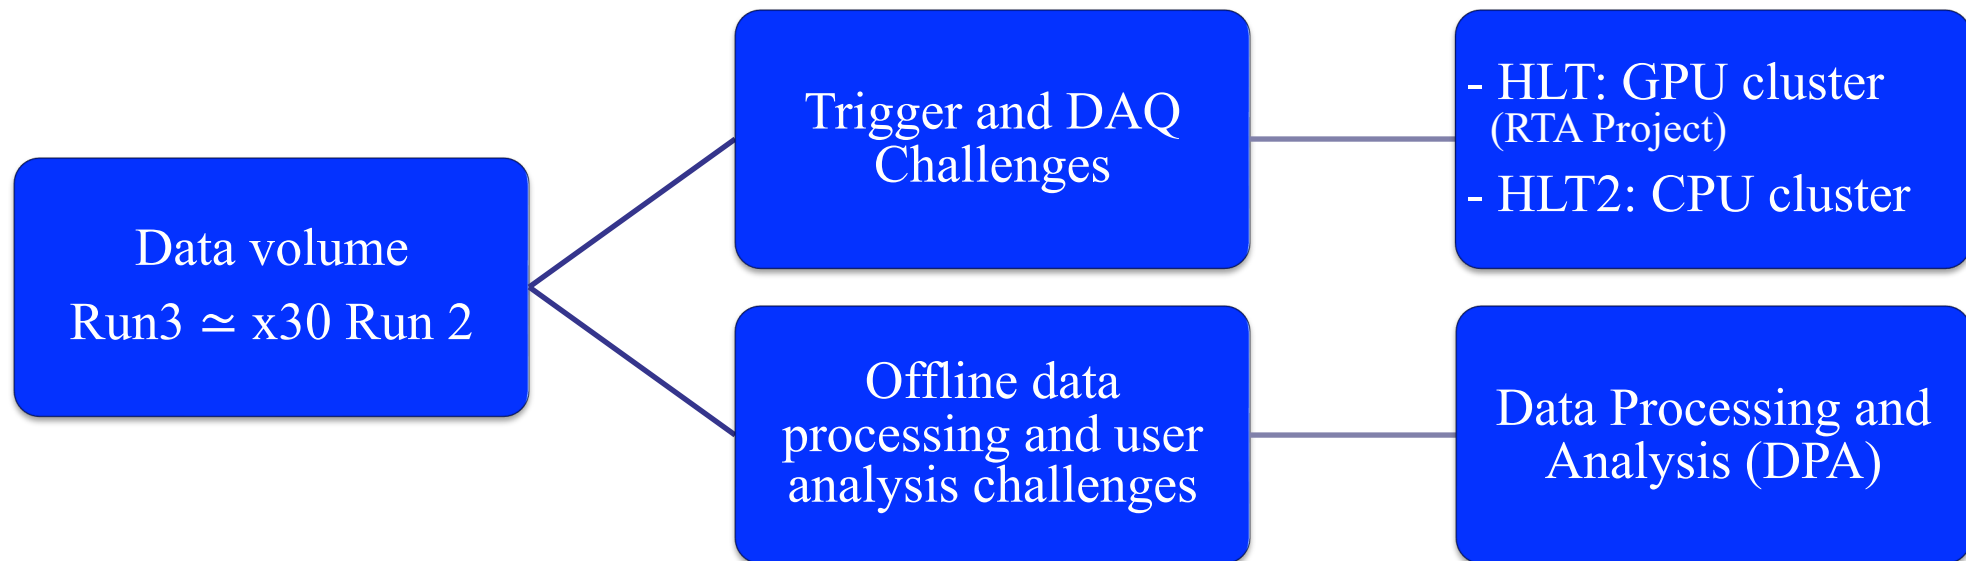 Data volume
Run3 ≃ x30 Run 2
Trigger and DAQ
Challenges
- HLT: GPU cluster
(RTA Project)
- HLT2: CPU cluster
Offline data
processing and user
analysis challenges
Data Processing and
Analysis (DPA)